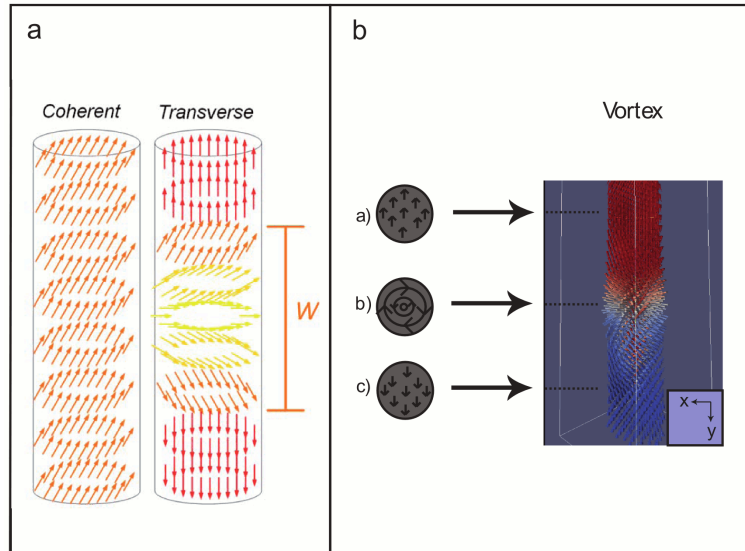 a
Coherent
Transverse
W
b
Vortex
a)
b)
c)
x
y